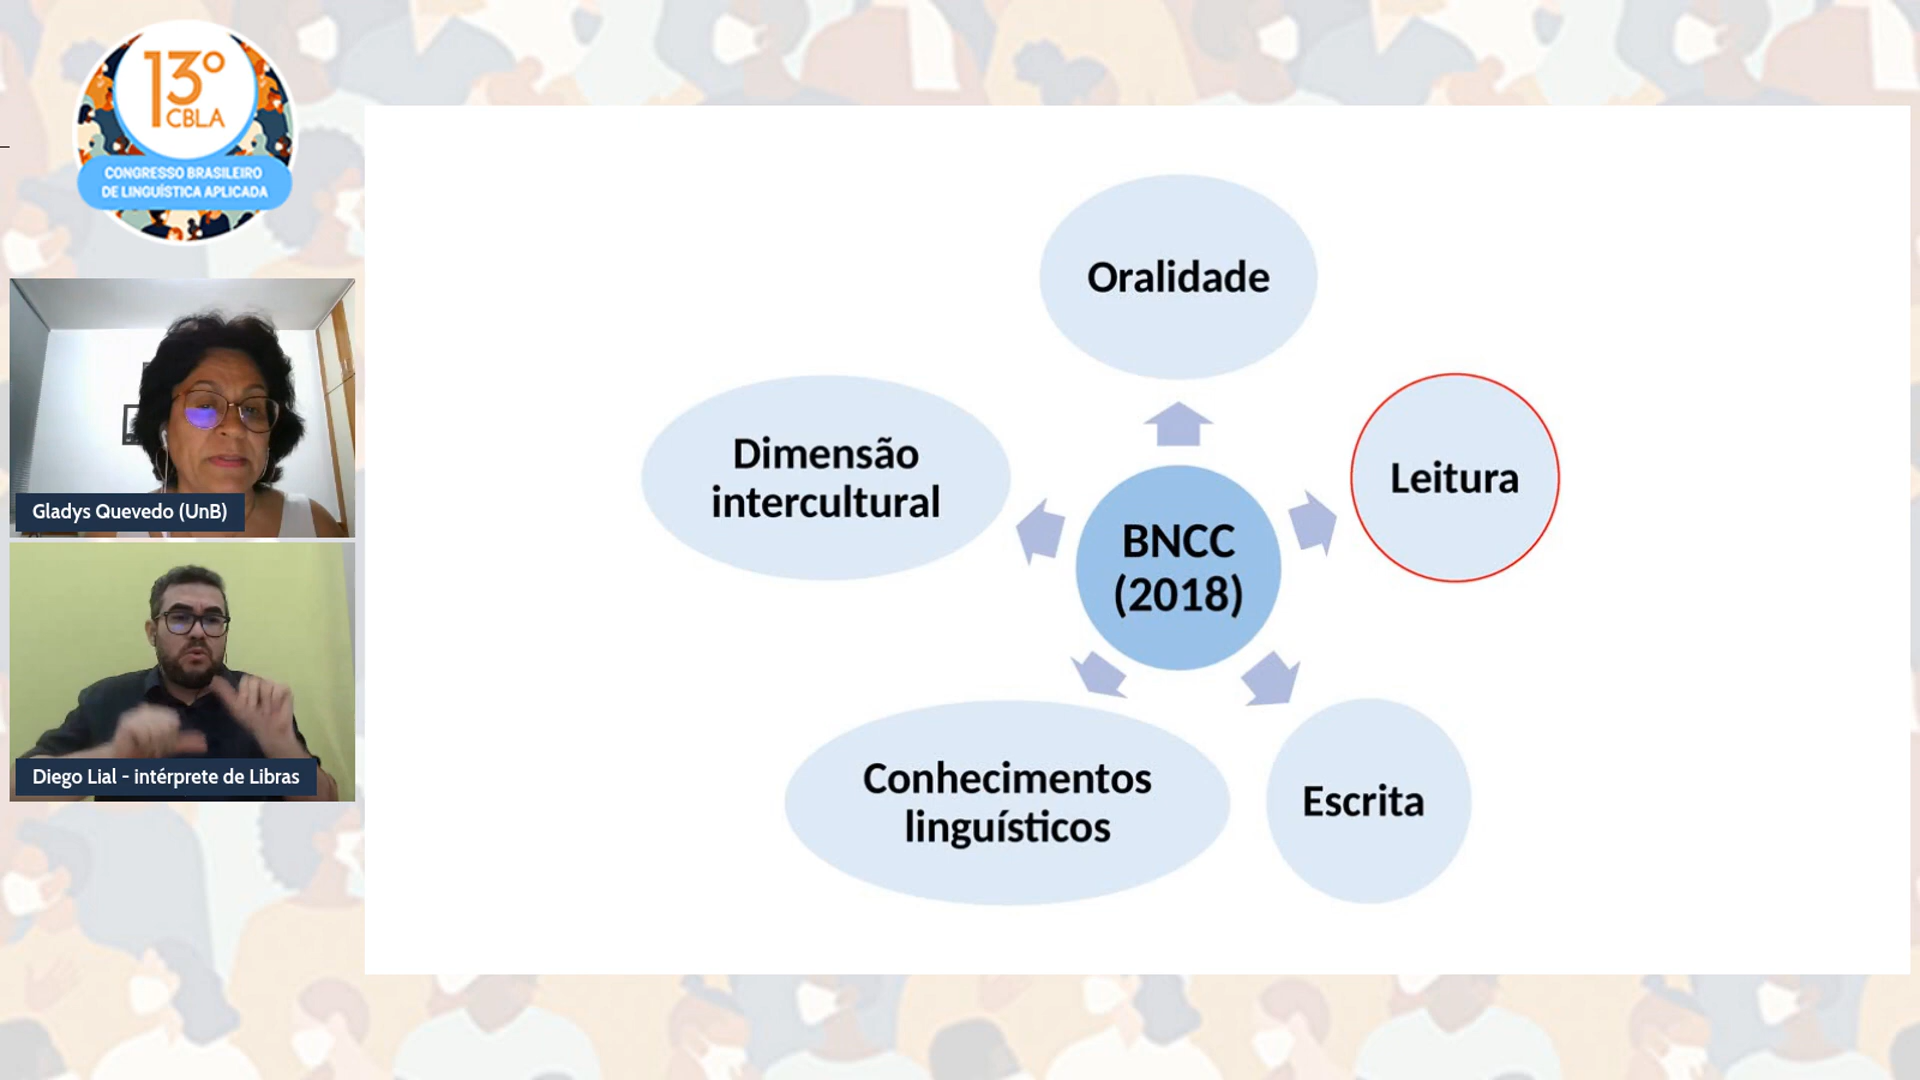 13º
CBLA
CONGRESSO BRASILEIRO
DE LINGUÍSTICA APLICADA
Gladys Quevedo (UnB)
Diego Lial - intérprete de Libras
Oralidade
Dimensão
intercultural
Leitura
BNCC
(2018)
Conhecimentos
linguísticos
Escrita